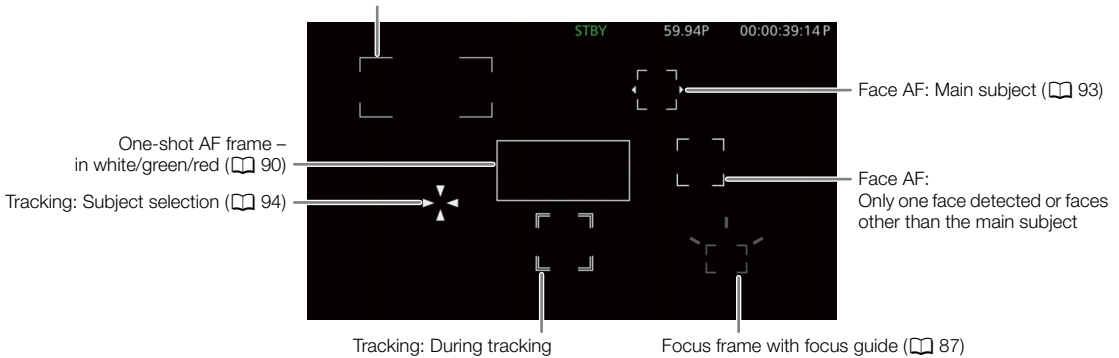 STBY 59.94P 00:00:39:14 P
Face AF: Main subject (93)
One-shot AF frame –
in white/green/red (90)
Tracking: Subject selection (94)
Face AF:
Only one face detected or faces
other than the main subject
Tracking: During tracking
Focus frame with focus guide (87)